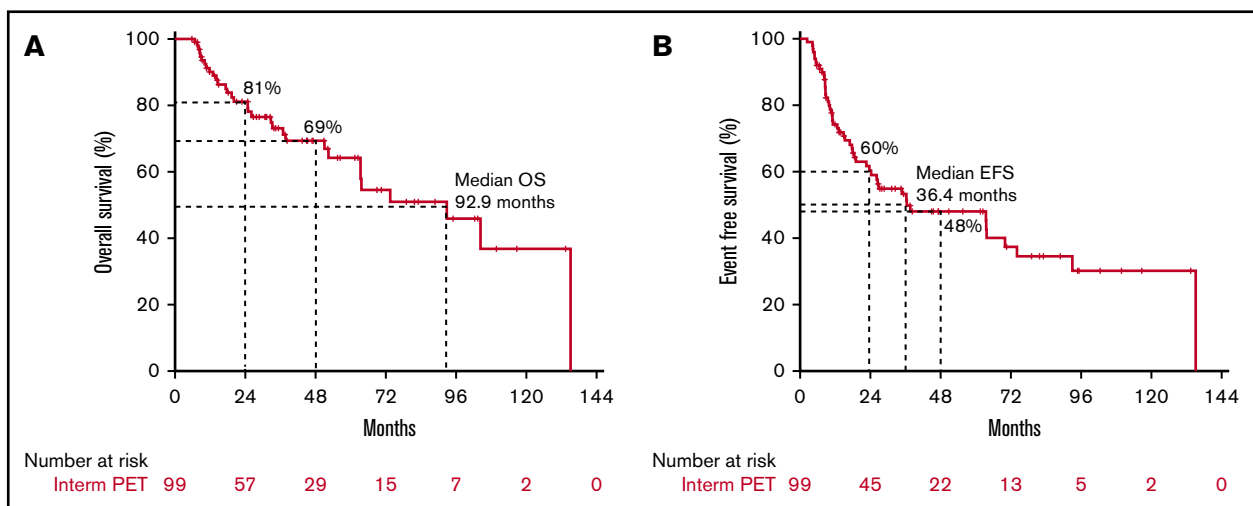 A
Overall survival (%)
100
80
60
40
20
0
81%
69%
Median OS
92.9 months
0 24 48 72 96 120 144
Months
Number at risk
Interm PET 99 57 29 15 7 2 0
B
Event free survival (%)
100
80
60
40
20
0
60%
Median EFS
36.4 months
48%
0 24 48 72 96 120 144
Months
Number at risk
Interm PET 99 45 22 13 5 2 0